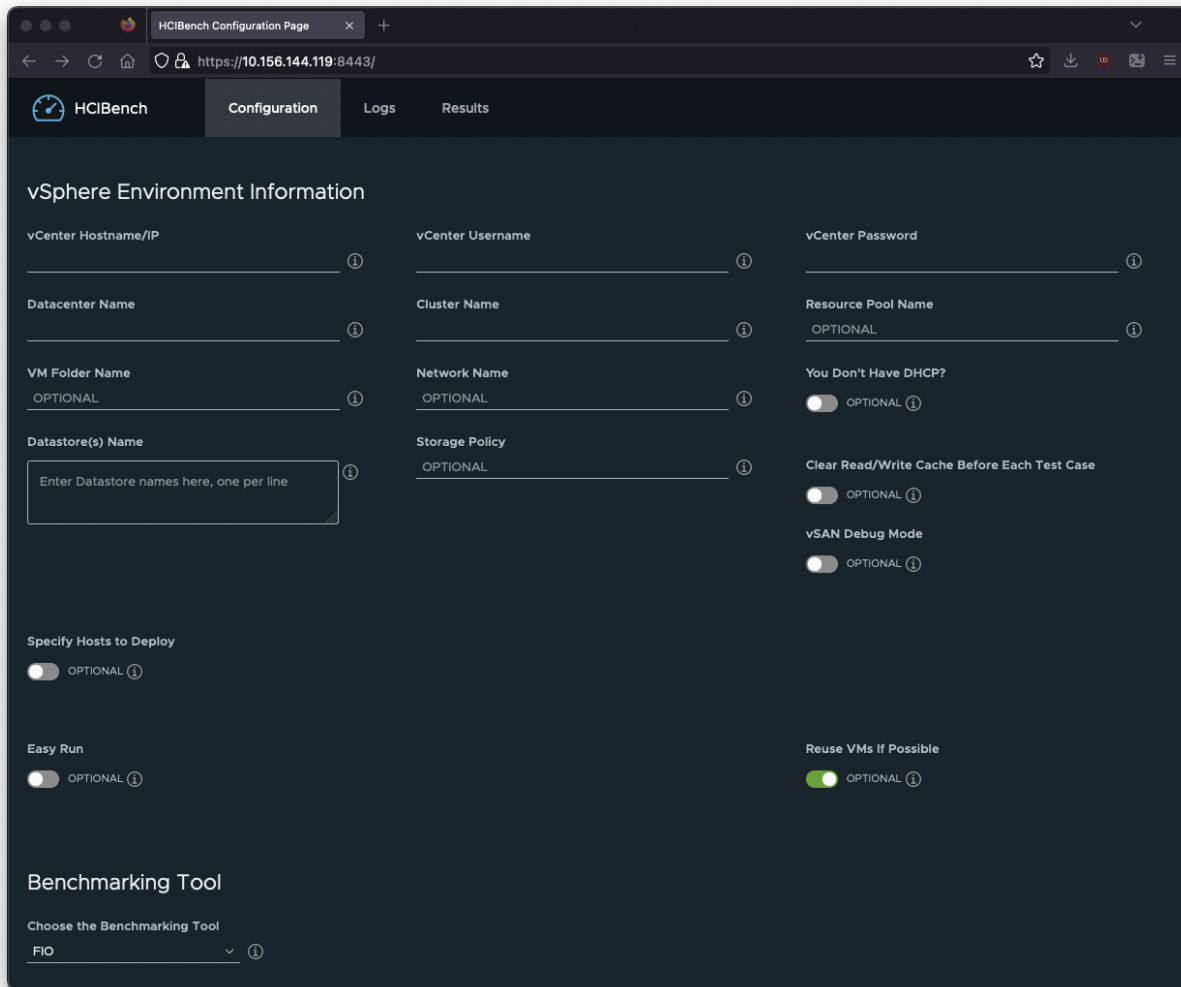 HCIBench Configuration Page
https://10.156.144.119:8443/
HCIBench
Configuration
Logs
Results
vSphere Environment Information
vCenter Hostname/IP
vCenter Username
vCenter Password
Datacenter Name
Cluster Name
Resource Pool Name
OPTIONAL
VM Folder Name
OPTIONAL
Network Name
OPTIONAL
You Don't Have DHCP?
OPTIONAL
Datastore(s) Name
Enter Datastore names here, one per line
Storage Policy
OPTIONAL
Clear Read/Write Cache Before Each Test Case
OPTIONAL
vSAN Debug Mode
OPTIONAL
Specify Hosts to Deploy
OPTIONAL
Easy Run
OPTIONAL
Reuse VMs If Possible
OPTIONAL
Benchmarking Tool
Choose the Benchmarking Tool
FIO